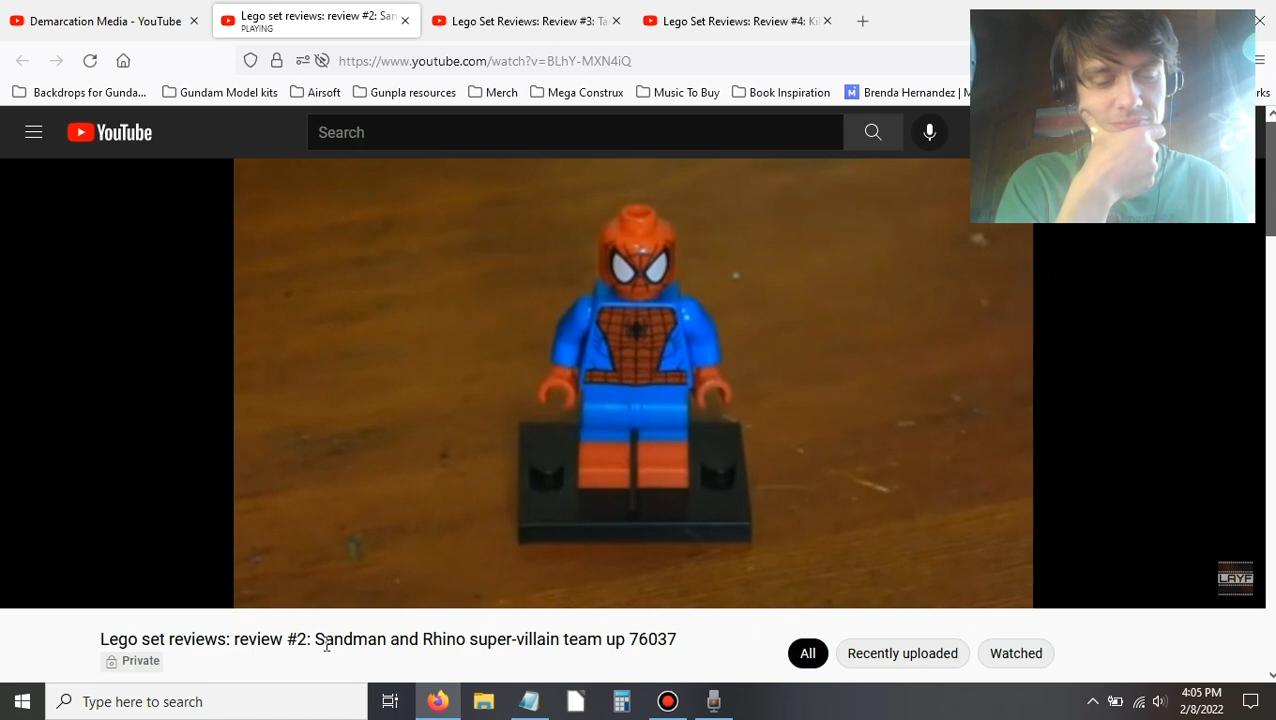 Demarcation Media - YouTube
Lego set reviews: review #2: San
PLAYING
Lego Set Reviews: Review #3: Ta
Lego Set Reviews: Review #4: Ki
https://www.youtube.com/watch?v=BLhY-MXN4iQ
Backdrops for Gunda...
Gundam Model kits
Airsoft
Gunpla resources
Merch
Mega Construx
Music To Buy
Book Inspiration
Brenda Hernandez | M
rks
YouTube
Search
LAYF
Lego set reviews: review #2: Sandman and Rhino super-villain team up 76037
Private
All
Recently uploaded
Watched
Type here to search
4:05 PM
2/8/2022